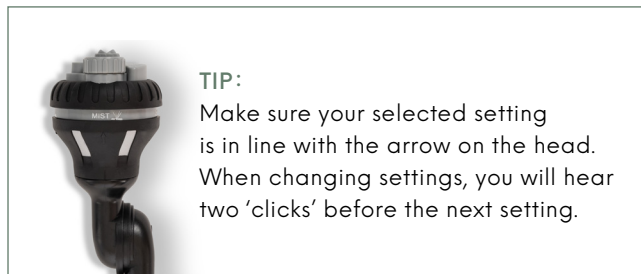 TIP:
Make sure your selected setting
is in line with the arrow on the head.
When changing settings, you will hear
two ‘clicks’ before the next setting.
MIST